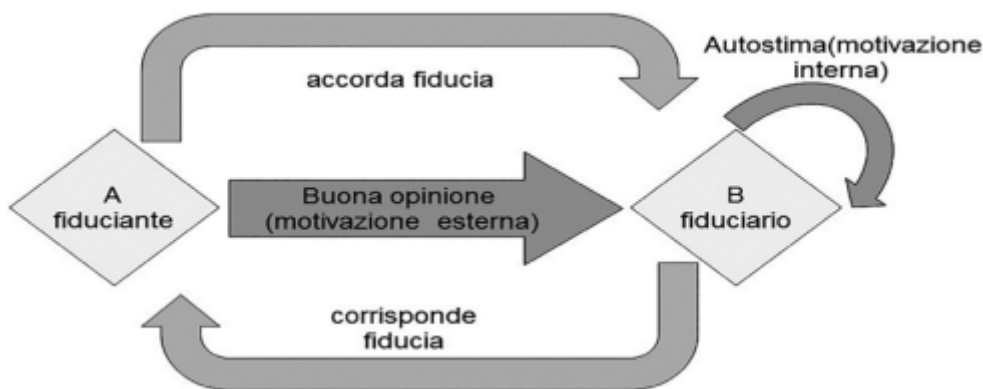 accorda fiducia
Autostima(motivazione
interna)
A
fiduciante
Buona opinione
(motivazione esterna)
B
fiduciario
corrisponde
fiducia